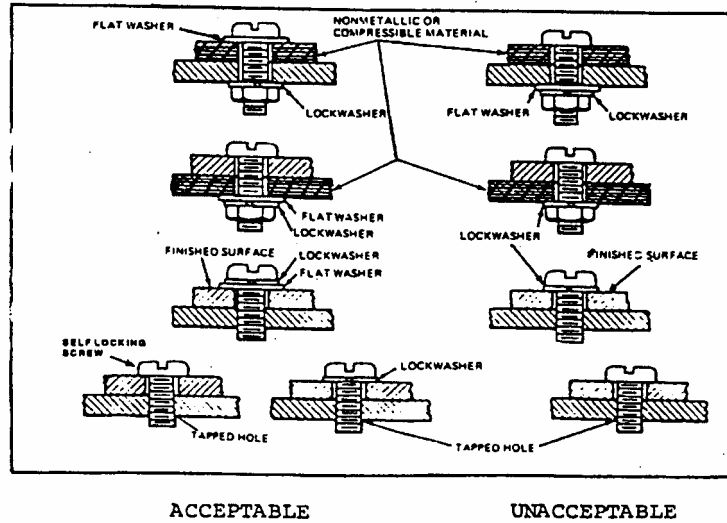 NONMETALLIC OR
COMPRESSIBLE MATERIAL
FLAT WASHER
LOCKWASHER
FLAT WASHER
LOCKWASHER
FLAT WASHER
LOCKWASHER
LOCKWASHER
FINISHED SURFACE
LOCKWASHER
FLAT WASHER
FINISHED SURFACE
SELF LOCKING
SCREW
LOCKWASHER
TAPPED HOLE
TAPPED HOLE
ACCEPTABLE
UNACCEPTABLE